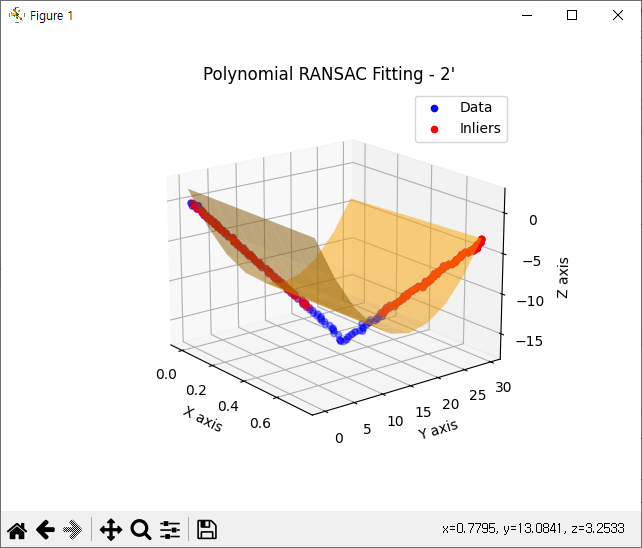 Figure 1
Polynomial RANSAC Fitting - 2'
Data
Inliers
0
−5
−10
−15
Z axis
0.0
0.2
0.4
0.6
X axis
0
5
10
15
20
25
30
Y axis
x=0.7795, y=13.0841, z=3.2533